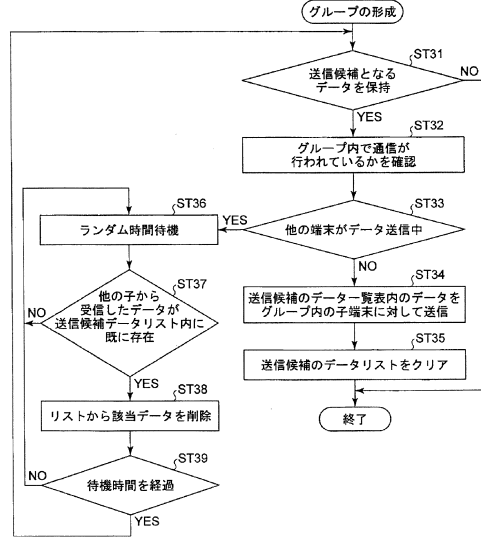 グループの形成
ST31
送信候補となる
データを保持
NO
YES
ST32
グループ内で通信が
行われているかを確認
ST33
他の端末がデータ送信中
YES
NO
ST34
送信候補のデータ一覧表内のデータを
グループ内の子端末に対して送信
ST35
送信候補のデータリストをクリア
終了
ST36
ランダム時間待機
ST37
他の子から
受信したデータが
送信候補データリスト内に
既に存在
NO
YES
ST38
リストから該当データを削除
ST39
待機時間を経過
NO
YES